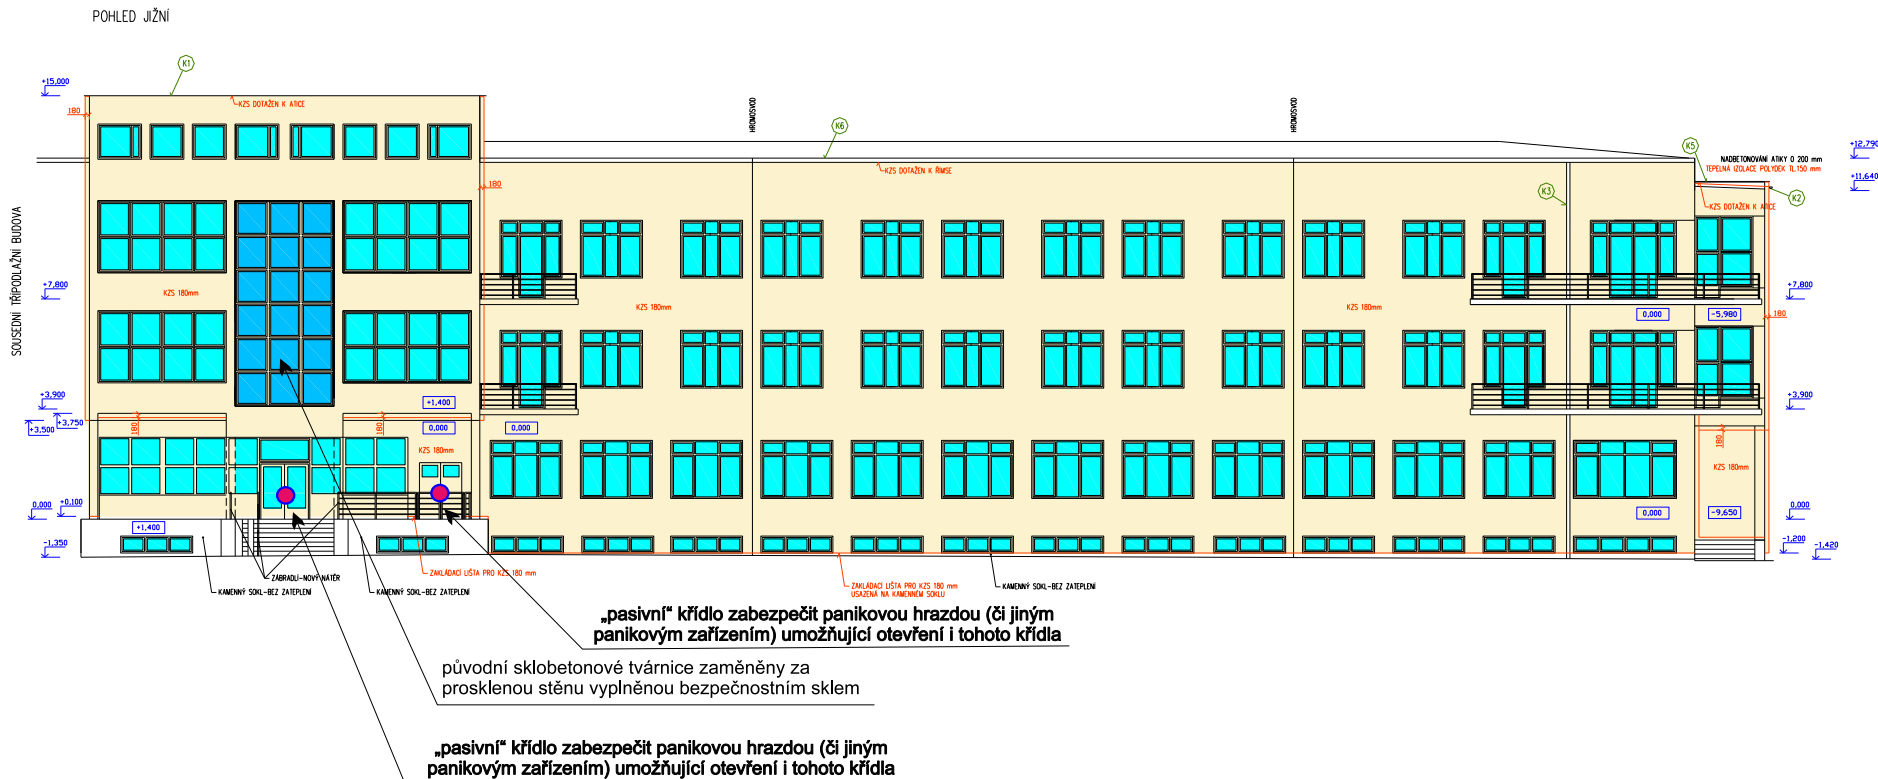 POHLED JIŽNÍ
K1
+15,000
180
KZS DOTAŽEN K ATICE
HROMOSVOD
HROMOSVOD
K6
K5
NADBETONOVÁNÍ ATIKY O 200 mm
TEPELNÁ IZOLACE POLYDEK TL.150 mm
+12,790
+11,640
KZS DOTAŽEN K ŘÍMSE
180
K3
K2
KZS DOTAŽEN K ATICE
SOUSEDNÍ TŘÍPODLAŽNÍ BUDOVA
+7,800
KZS 180mm
KZS 180mm
KZS 180mm
+7,800
0,000
-5,980
180
+3,900
+3,750
+3,500
+1,400
0,000
0,000
+3,900
180
180
180
KZS 180mm
KZS 180mm
0,000
+0,100
+1,400
0,000
-9,650
0,000
-1,350
-1,200
-1,420
ZÁBRADLÍ-NOVÝ NÁTĚR
KAMENNÝ SOKL-BEZ ZATEPLENÍ
KAMENNÝ SOKL-BEZ ZATEPLENÍ
ZAKLÁDACÍ LIŠTA PRO KZS 180 mm
ZAKLÁDACÍ LIŠTA PRO KZS 180 mm
USAZENÁ NA KAMENNÉM SOKLU
KAMENNÝ SOKL-BEZ ZATEPLENÍ
„pasivní“ křídlo zabezpečit panikovou hrazdou (či jiným
panikovým zařízením) umožňující otevření i tohoto křídla
původní sklobetonové tvárnice zaměněny za
prosklenou stěnu vyplněnou bezpečnostním sklem
„pasivní“ křídlo zabezpečit panikovou hrazdou (či jiným
panikovým zařízením) umožňující otevření i tohoto křídla